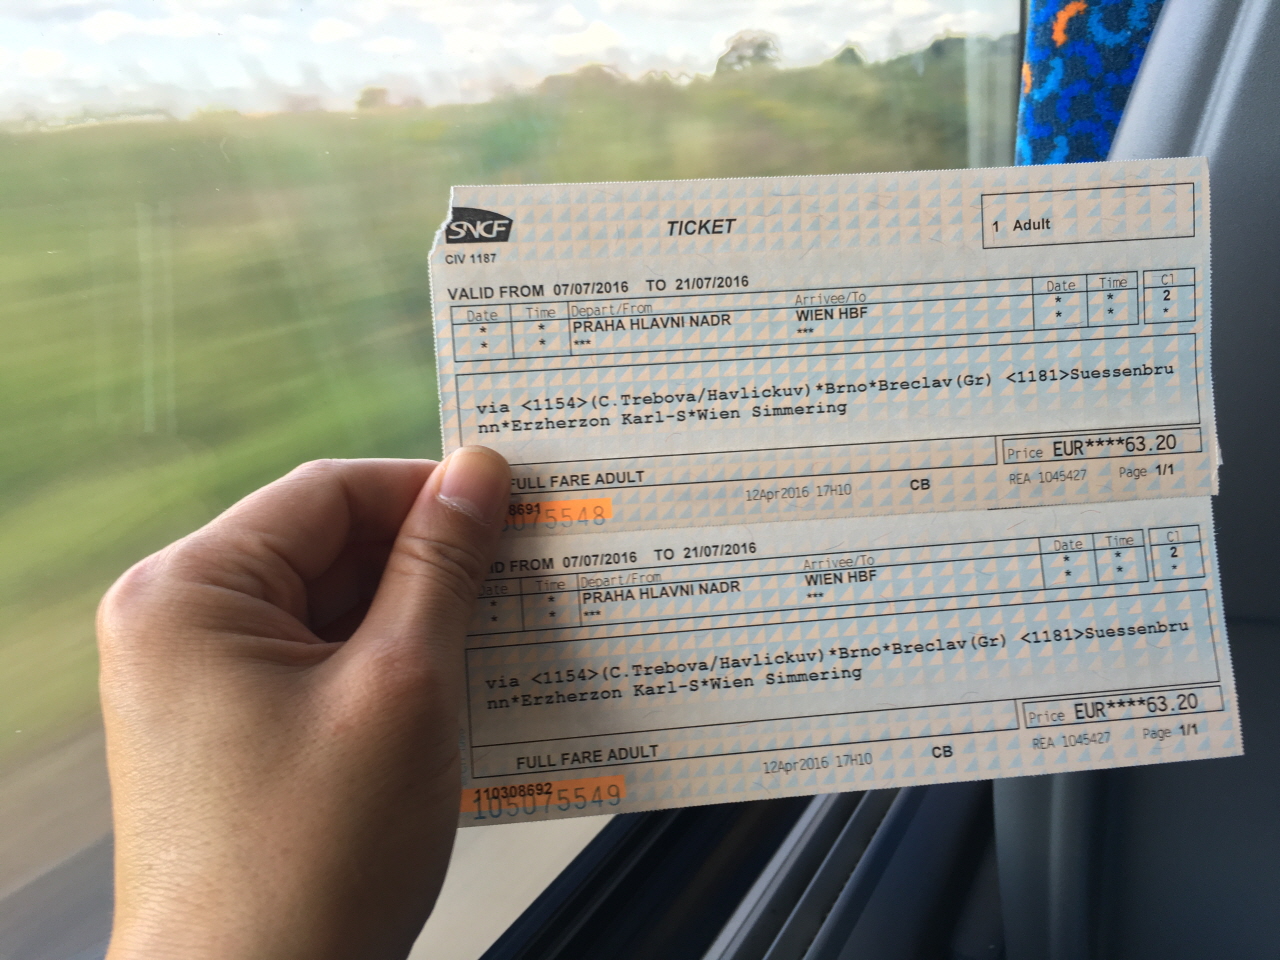 SNCF
TICKET
1 Adult
CIV 1187
VALID FROM 07/07/2016 TO 21/07/2016
Date Time Depart/From Arrivee/To Date Time Cl
* * PRAHA HLAVNI NADR WIEN HBF * * 2
* * *** *** * * *
via <1154>(C.Trebova/Havlickuv)*Brno*Breclav(Gr) <1181>Suessenbru
nn*Erzherzon Karl-S*Wien Simmering
Price EUR****63.20
FULL FARE ADULT
12Apr2016 17H10 CB REA 1045427 Page 1/1
8691
5075548
ID FROM 07/07/2016 TO 21/07/2016
Date Time Depart/From Arrivee/To Date Time Cl
* * PRAHA HLAVNI NADR WIEN HBF * * 2
* * *** *** * * *
via <1154>(C.Trebova/Havlickuv)*Brno*Breclav(Gr) <1181>Suessenbru
nn*Erzherzon Karl-S*Wien Simmering
Price EUR****63.20
FULL FARE ADULT
12Apr2016 17H10 CB REA 1045427 Page 1/1
110308692
105075549